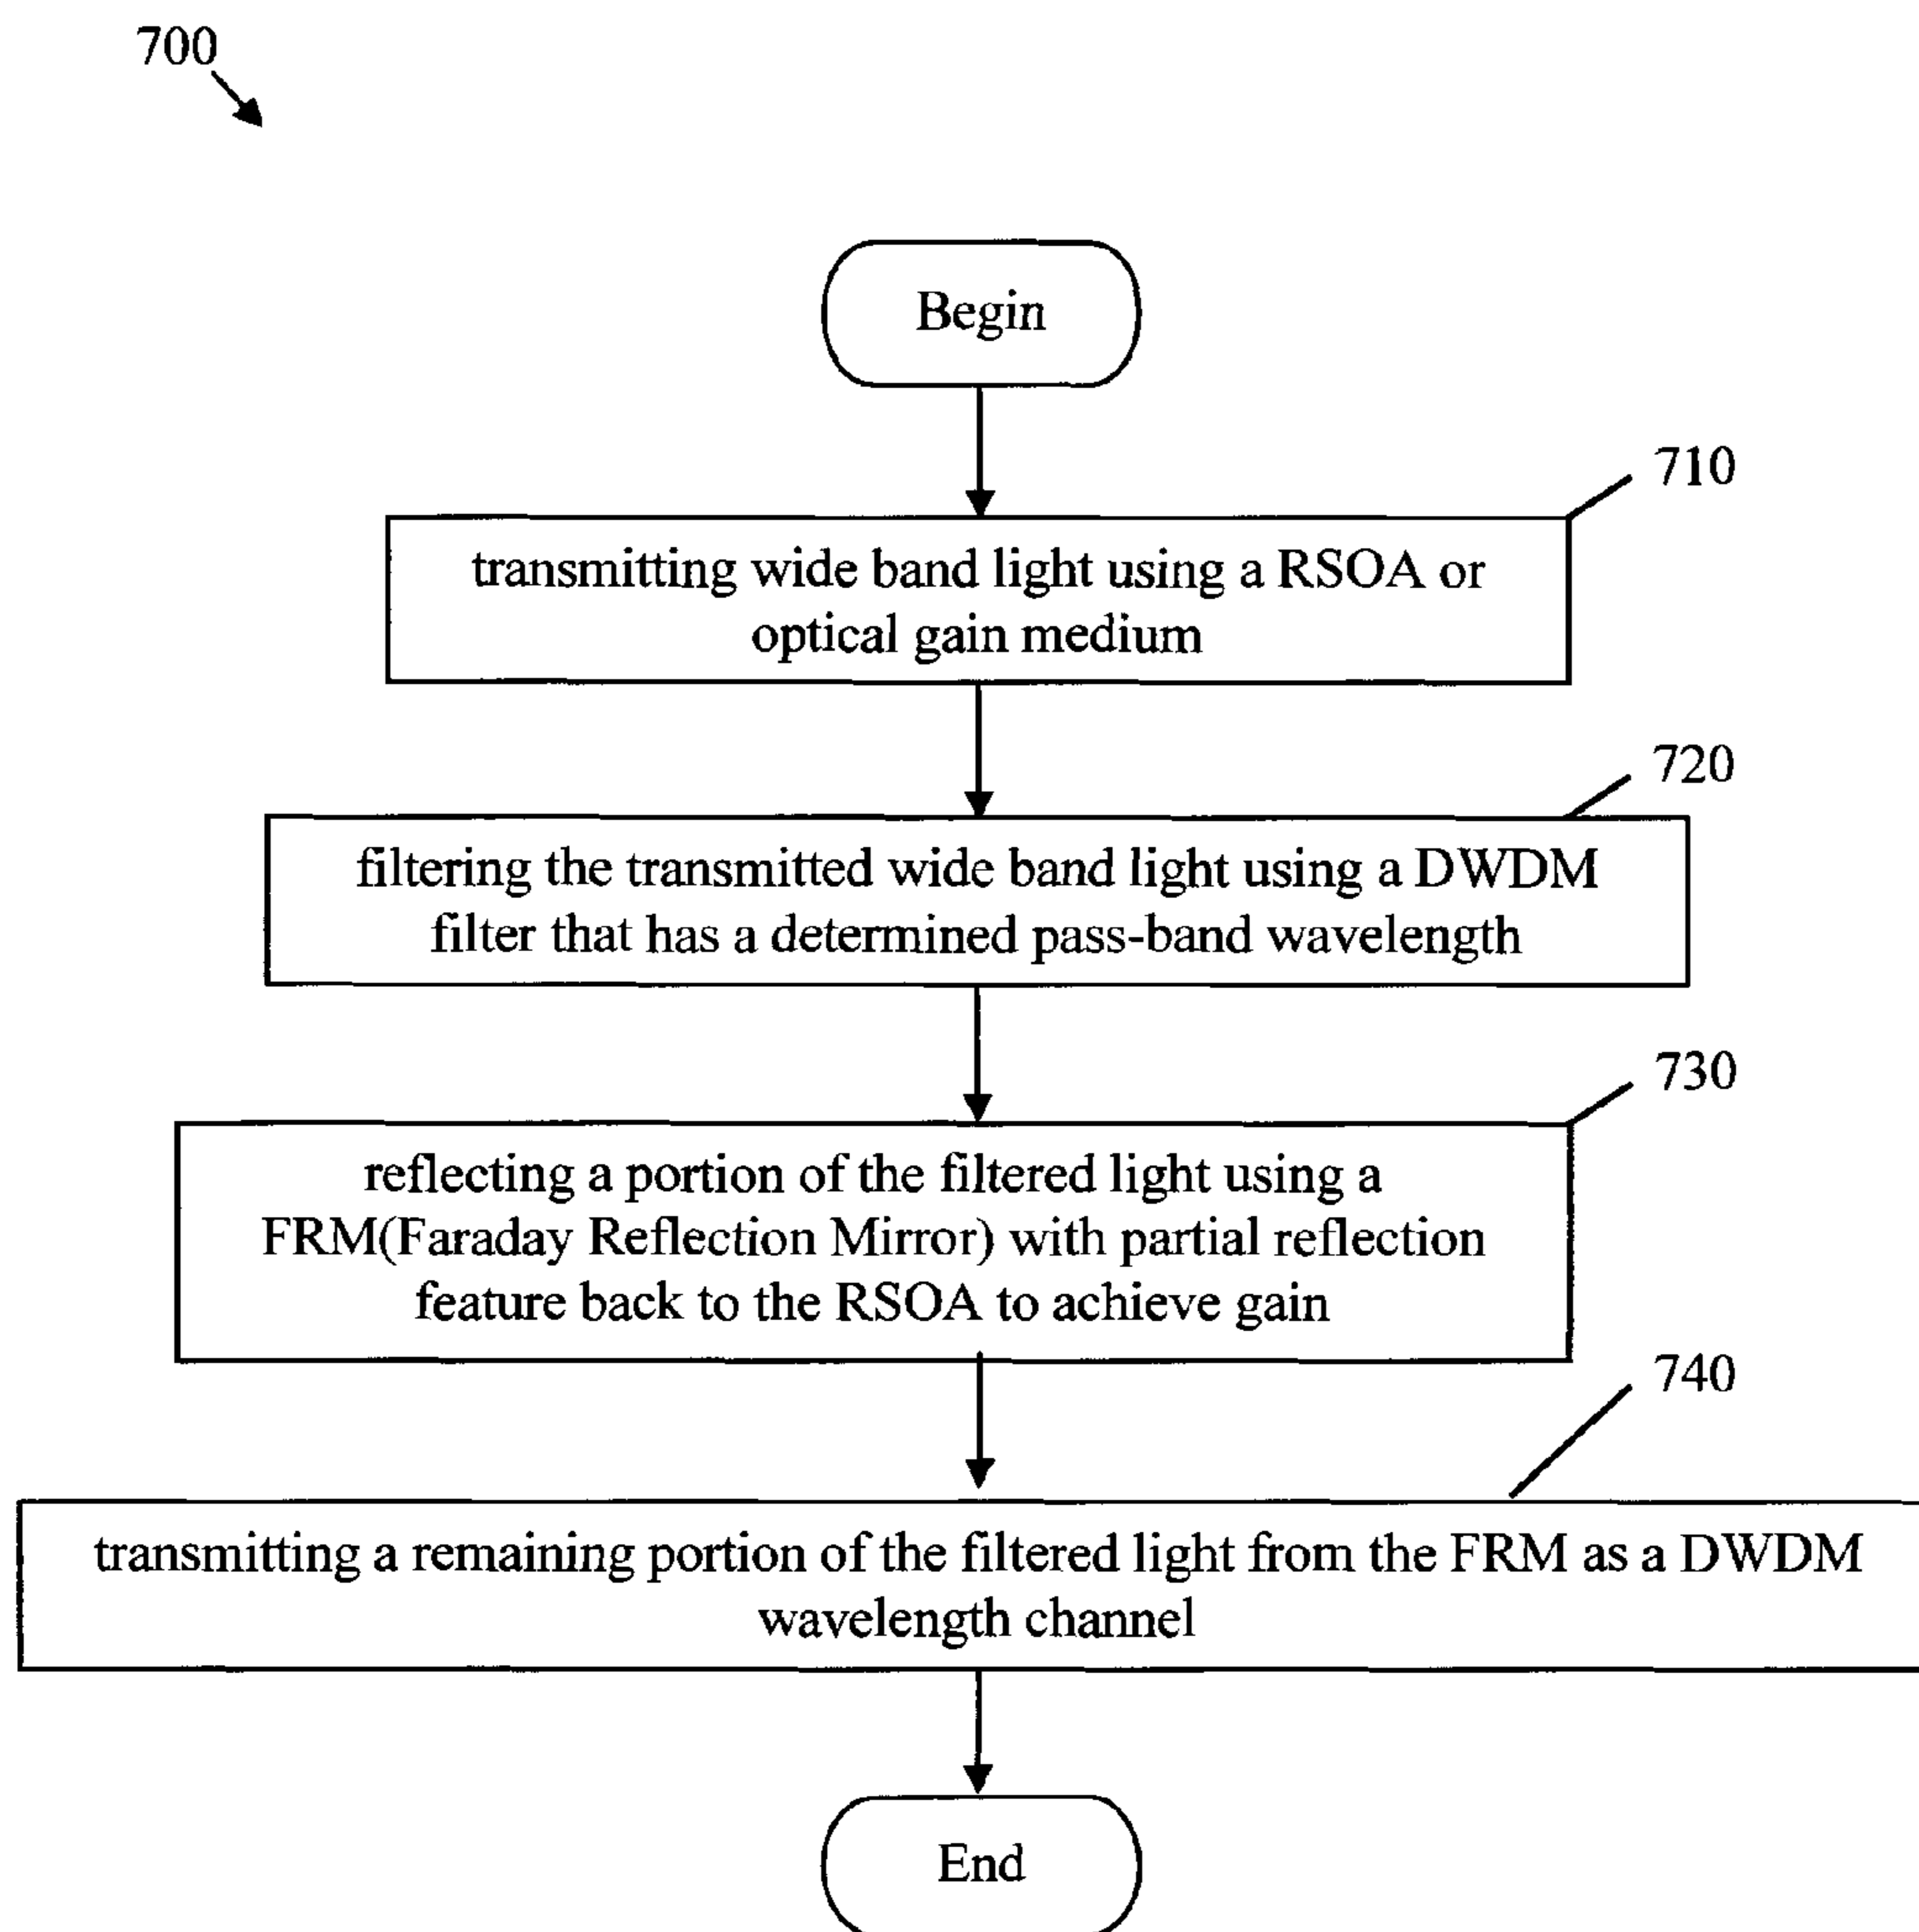 700
Begin
710
transmitting wide band light using a RSOA or
optical gain medium
720
filtering the transmitted wide band light using a DWDM
filter that has a determined pass-band wavelength
730
reflecting a portion of the filtered light using a
FRM(Faraday Reflection Mirror) with partial reflection
feature back to the RSOA to achieve gain
740
transmitting a remaining portion of the filtered light from the FRM as a DWDM
wavelength channel
End